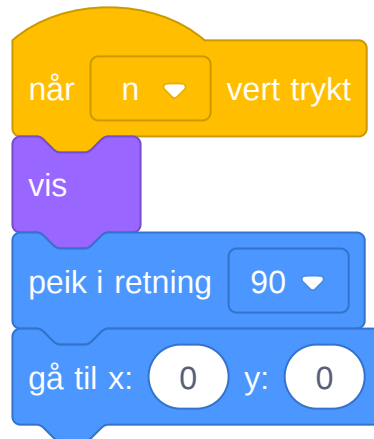 når n vert trykt
vis
peik i retning 90
gå til x: 0 y: 0